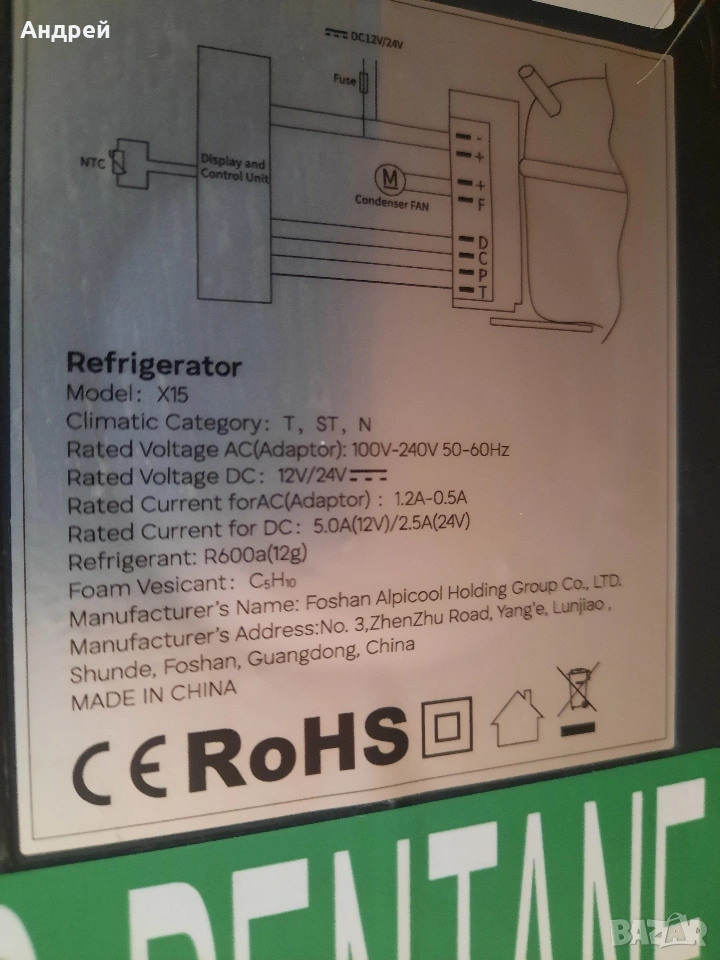 Андрей
DC12V/24V
Fuse
NTC
Display and
Control Unit
M
Condenser FAN
-
+
+
F
D
C
P
T
Refrigerator
Model: X15
Climatic Category: T, ST, N
Rated Voltage AC(Adaptor): 100V-240V 50-60Hz
Rated Voltage DC: 12V/24V
Rated Current forAC(Adaptor) : 1.2A-0.5A
Rated Current for DC: 5.0A(12V)/2.5A(24V)
Refrigerant: R600a(12g)
Foam Vesicant: C₅H₁₀
Manufacturer's Name: Foshan Alpicool Holding Group Co., LTD.
Manufacturer's Address:No. 3,ZhenZhu Road, Yang'e, Lunjiao,
Shunde, Foshan, Guangdong, China
MADE IN CHINA
CE RoHS
PENTANE
BAZAR